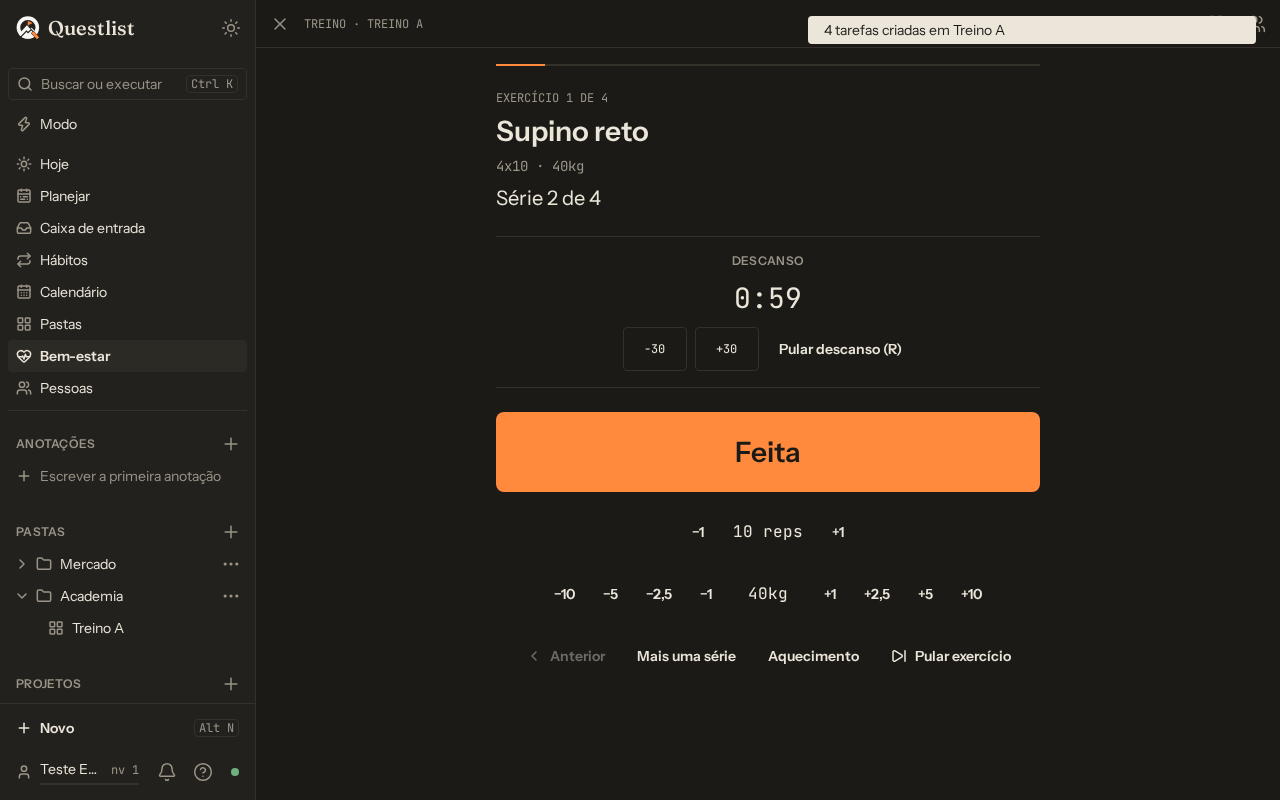 Questlist
Buscar ou executar
Ctrl K
Modo
Hoje
Planejar
Caixa de entrada
Hábitos
Calendário
Pastas
Bem-estar
Pessoas
ANOTAÇÕES
Escrever a primeira anotação
PASTAS
Mercado
Academia
Treino A
PROJETOS
Novo
Alt N
Teste E...
nv 1
TREINO · TREINO A
4 tarefas criadas em Treino A
EXERCÍCIO 1 DE 4
Supino reto
4x10 · 40kg
Série 2 de 4
DESCANSO
0:59
-30
+30
Pular descanso (R)
Feita
−1
10 reps
+1
−10
−5
−2,5
−1
40kg
+1
+2,5
+5
+10
Anterior
Mais uma série
Aquecimento
Pular exercício